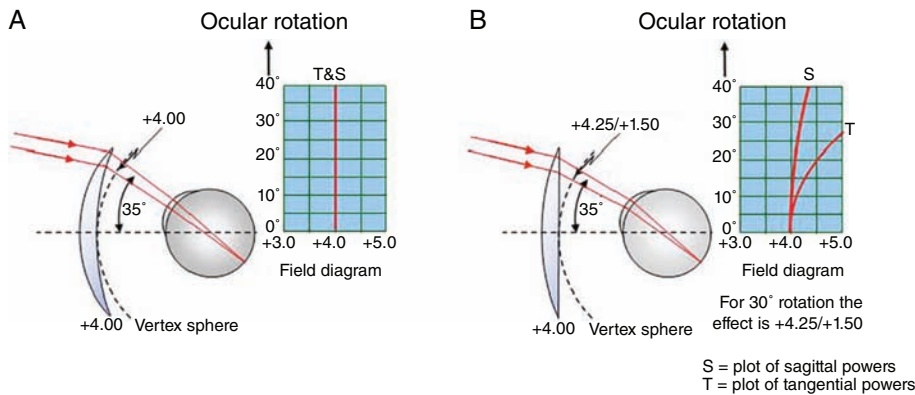 A
Ocular rotation
T&S
40˚
30˚
20˚
10˚
0˚
+3.0 +4.0 +5.0
Field diagram
+4.00
35˚
+4.00
Vertex sphere
B
Ocular rotation
S
T
40˚
30˚
20˚
10˚
0˚
+3.0 +4.0 +5.0
Field diagram
For 30˚ rotation the
effect is +4.25/+1.50
+4.25/+1.50
35˚
+4.00
Vertex sphere
S = plot of sagittal powers
T = plot of tangential powers